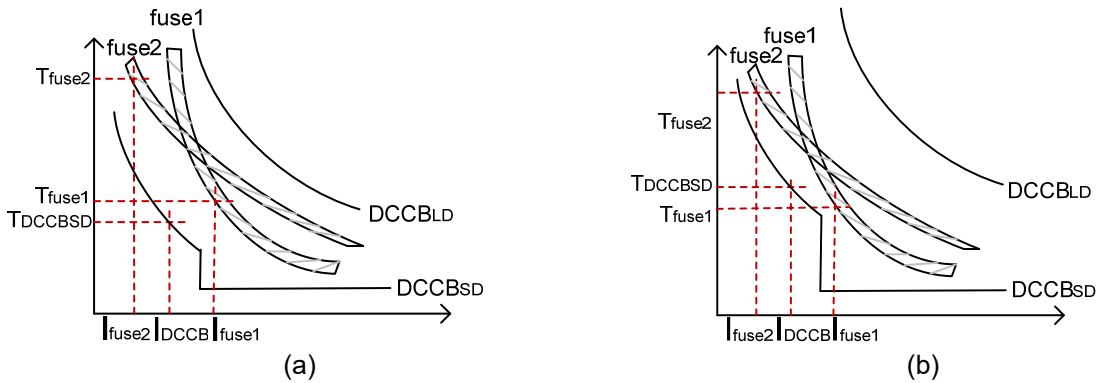 fuse1
fuse2
Tfuse2
Tfuse1
TDCCBSD
DCCBLD
DCCBSD
Ifuse2 IDCCB Ifuse1
(a)
fuse1
fuse2
Tfuse2
TDCCBSD
Tfuse1
DCCBLD
DCCBSD
Ifuse2 IDCCB Ifuse1
(b)